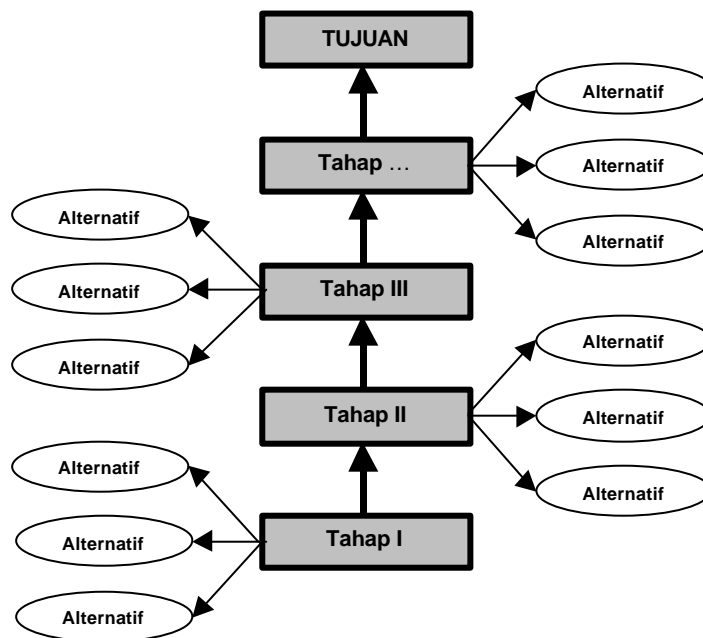 TUJUAN
Alternatif
Tahap …
Alternatif
Alternatif
Alternatif
Tahap III
Alternatif
Alternatif
Alternatif
Tahap II
Alternatif
Alternatif
Alternatif
Tahap I
Alternatif
Alternatif
Alternatif